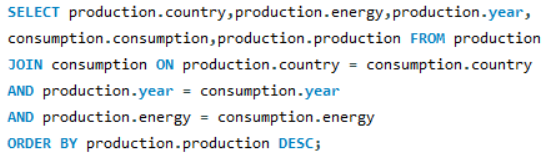 SELECT production.country,production.energy,production.year,
consumption.consumption,production.production FROM production
JOIN consumption ON production.country = consumption.country
AND production.year = consumption.year
AND production.energy = consumption.energy
ORDER BY production.production DESC;